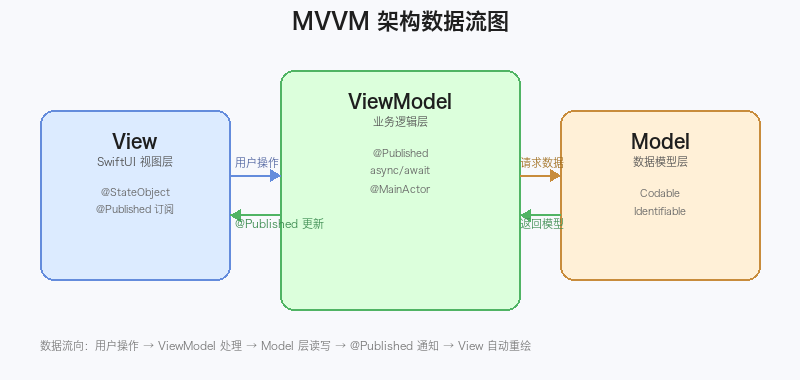 MVVM 架构数据流图
View
SwiftUI 视图层
@StateObject
@Published 订阅
用户操作
@Published 更新
ViewModel
业务逻辑层
@Published
async/await
@MainActor
请求数据
返回模型
Model
数据模型层
Codable
Identifiable
数据流向：用户操作 → ViewModel 处理 → Model 层读写 → @Published 通知 → View 自动重绘